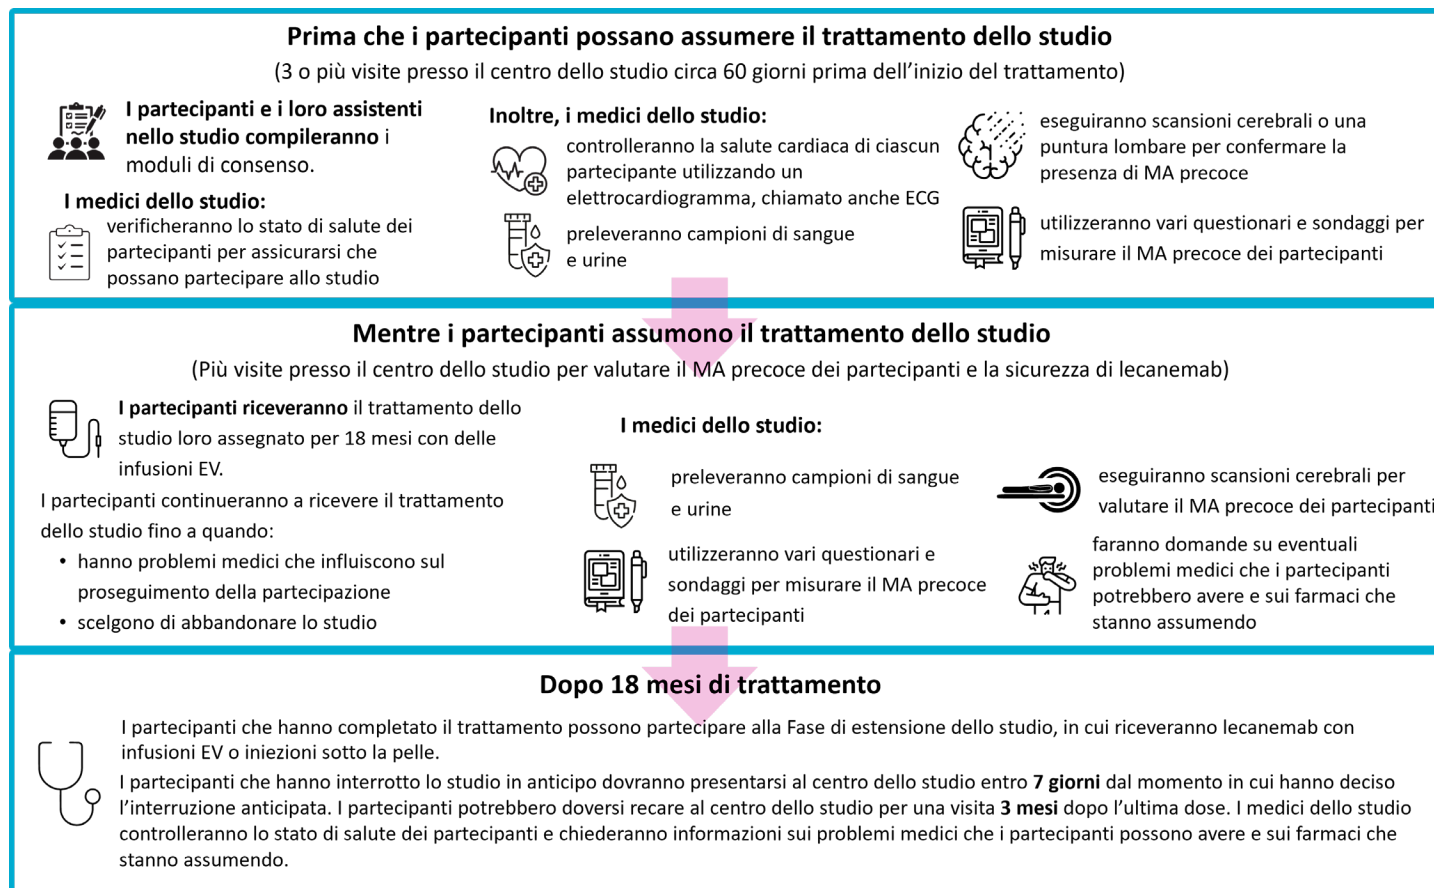 Prima che i partecipanti possano assumere il trattamento dello studio
(3 o più visite presso il centro dello studio circa 60 giorni prima dell’inizio del trattamento)
I partecipanti e i loro assistenti
nello studio compileranno i
moduli di consenso.
I medici dello studio:
verificheranno lo stato di salute dei
partecipanti per assicurarsi che
possano partecipare allo studio
Inoltre, i medici dello studio:
controlleranno la salute cardiaca di ciascun
partecipante utilizzando un
elettrocardiogramma, chiamato anche ECG
preleveranno campioni di sangue
e urine
eseguiranno scansioni cerebrali o una
puntura lombare per confermare la
presenza di MA precoce
utilizzeranno vari questionari e sondaggi per
misurare il MA precoce dei partecipanti
Mentre i partecipanti assumono il trattamento dello studio
(Più visite presso il centro dello studio per valutare il MA precoce dei partecipanti e la sicurezza di lecanemab)
I partecipanti riceveranno il trattamento dello
studio loro assegnato per 18 mesi con delle
infusioni EV.
I partecipanti continueranno a ricevere il trattamento
dello studio fino a quando:
• hanno problemi medici che influiscono sul
proseguimento della partecipazione
• scelgono di abbandonare lo studio
I medici dello studio:
preleveranno campioni di sangue
e urine
utilizzeranno vari questionari e
sondaggi per misurare il MA precoce
dei partecipanti
eseguiranno scansioni cerebrali per
valutare il MA precoce dei partecipanti
faranno domande su eventuali
problemi medici che i partecipanti
potrebbero avere e sui farmaci che
stanno assumendo
Dopo 18 mesi di trattamento
I partecipanti che hanno completato il trattamento possono partecipare alla Fase di estensione dello studio, in cui riceveranno lecanemab con
infusioni EV o iniezioni sotto la pelle.
I partecipanti che hanno interrotto lo studio in anticipo dovranno presentarsi al centro dello studio entro 7 giorni dal momento in cui hanno deciso
l’interruzione anticipata. I partecipanti potrebbero doversi recare al centro dello studio per una visita 3 mesi dopo l’ultima dose. I medici dello studio
controlleranno lo stato di salute dei partecipanti e chiederanno informazioni sui problemi medici che i partecipanti possono avere e sui farmaci che
stanno assumendo.